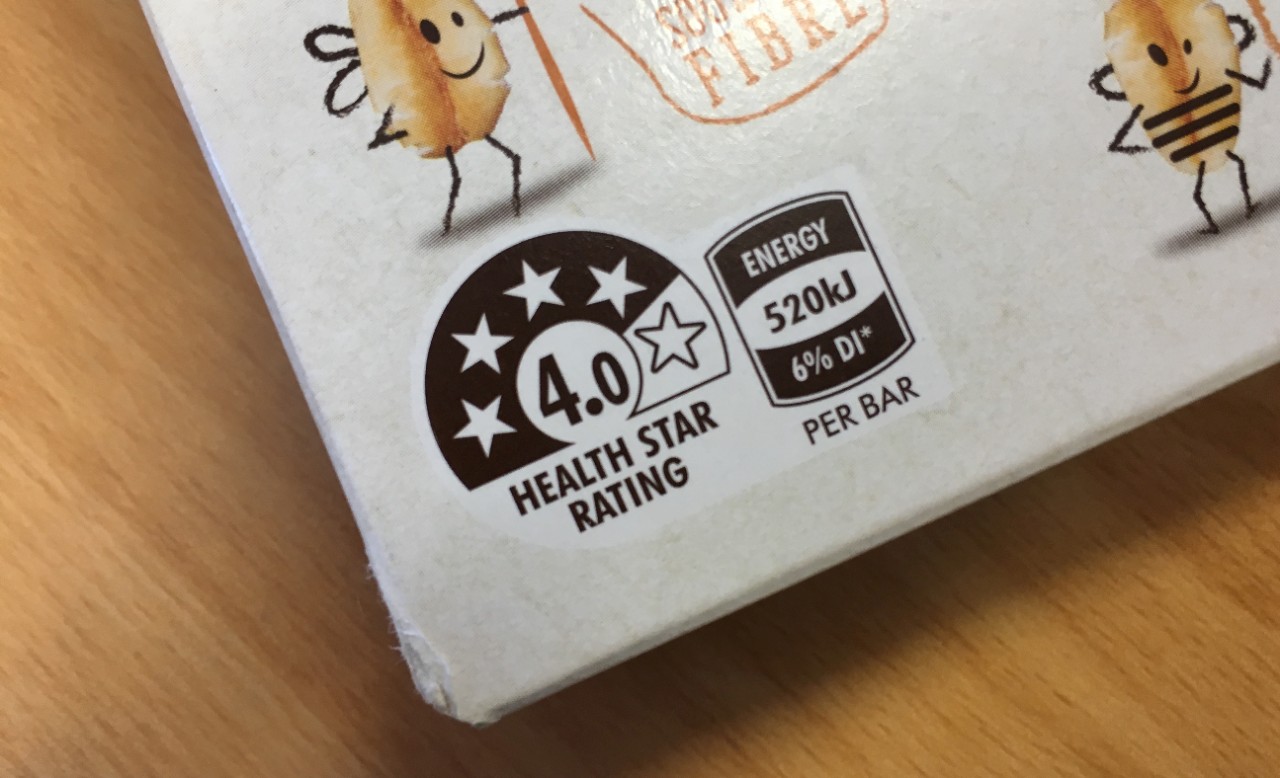 FIBRE
4.0
HEALTH STAR
RATING
ENERGY
520kJ
6% DI*
PER BAR